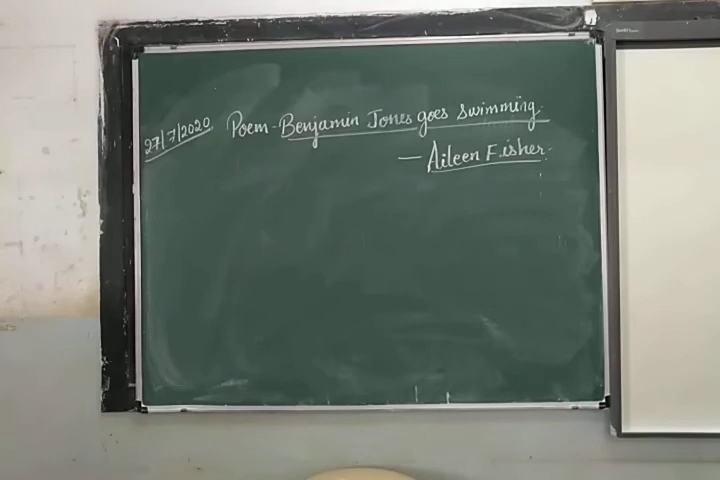 27/7/2020 Poem - Benjamin Jones goes swimming.
— Aileen Fisher.